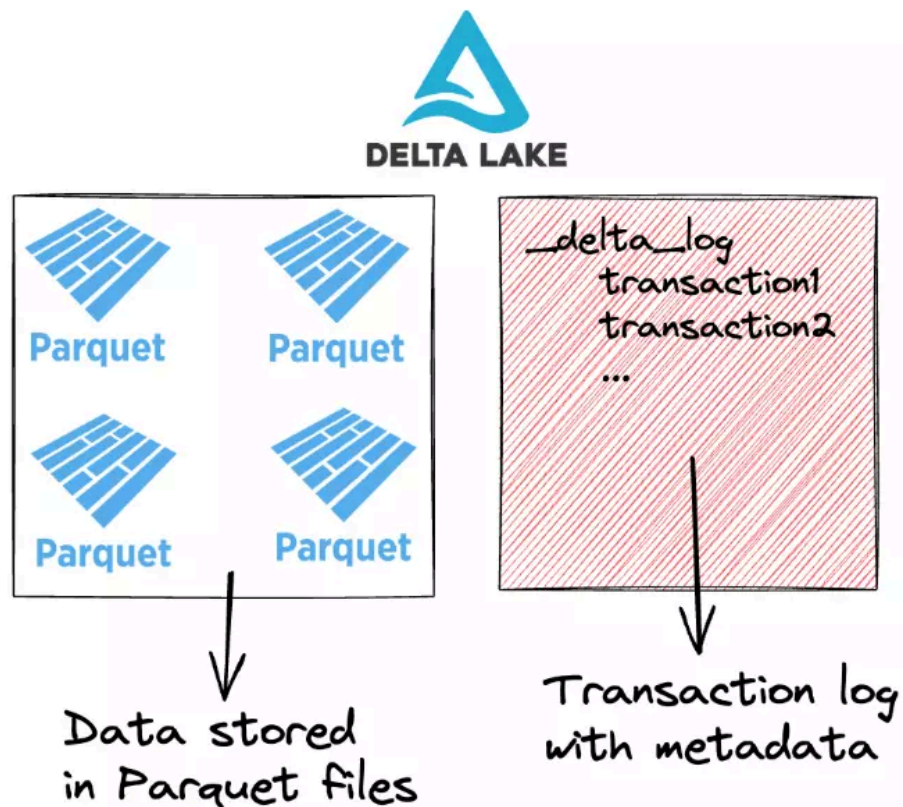 DELTA LAKE
Parquet
Parquet
Parquet
Parquet
_delta_log
transaction1
transaction2
...
Data stored
in Parquet files
Transaction log
with metadata